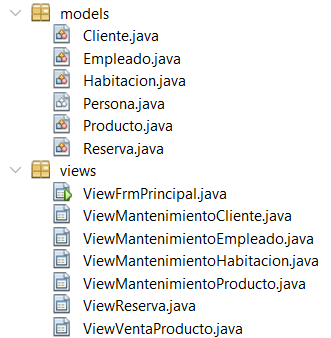 models
Cliente.java
Empleado.java
Habitacion.java
Persona.java
Producto.java
Reserva.java
views
ViewFrmPrincipal.java
ViewMantenimientoCliente.java
ViewMantenimientoEmpleado.java
ViewMantenimientoHabitacion.java
ViewMantenimientoProducto.java
ViewReserva.java
ViewVentaProducto.java